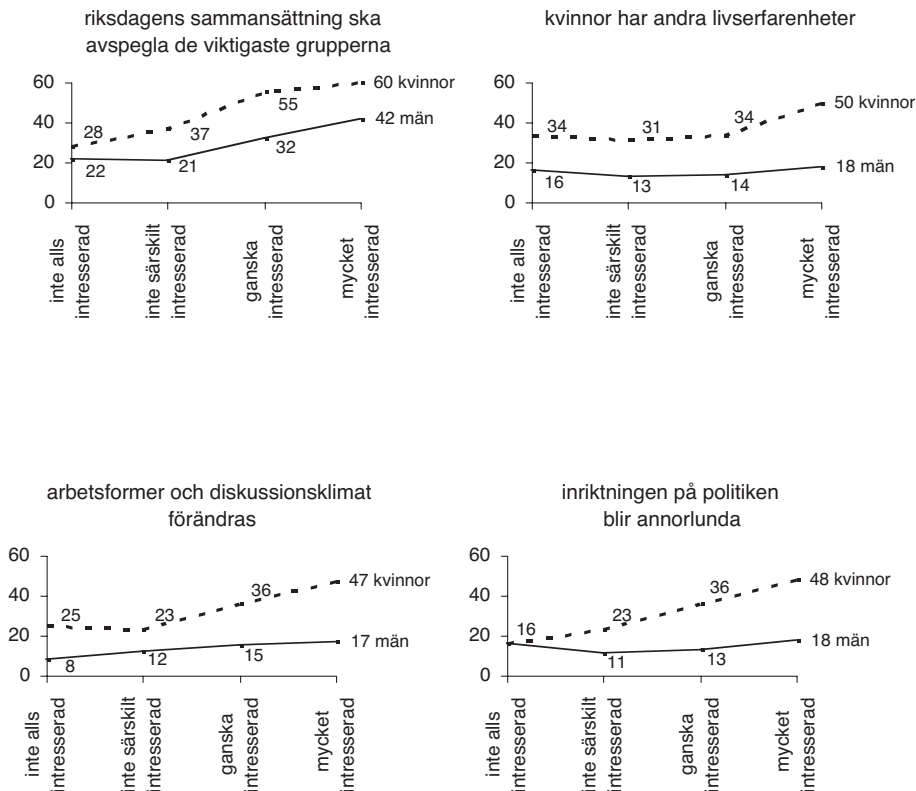 riksdagens sammansättning ska
avspegla de viktigaste grupperna
60
40
20
0
28
37
55
60 kvinnor
42 män
22
21
32
inte alls
intresserad
inte särskilt
intresserad
ganska
intresserad
mycket
intresserad
kvinnor har andra livserfarenheter
60
40
20
0
34
31
34
50 kvinnor
16
13
14
18 män
inte alls
intresserad
inte särskilt
intresserad
ganska
intresserad
mycket
intresserad
arbetsformer och diskussionsklimat
förändras
60
40
20
0
25
23
36
47 kvinnor
8
12
15
17 män
inte alls
intresserad
inte särskilt
intresserad
ganska
intresserad
mycket
intresserad
inriktningen på politiken
blir annorlunda
60
40
20
0
16
23
36
48 kvinnor
11
13
18 män
inte alls
intresserad
inte särskilt
intresserad
ganska
intresserad
mycket
intresserad